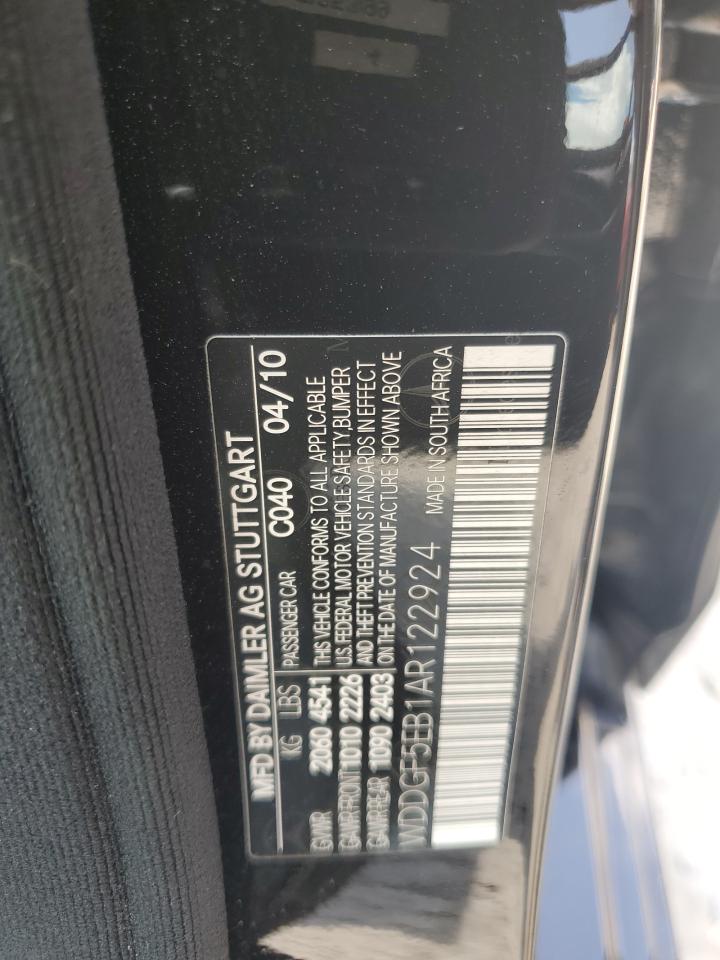 MFD BY DAIMLER AG STUTTGART
PASSENGER CAR C040 04/10
KG LBS
GVWR 2060 4541
GAWR FRONT 1010 2226
GAWR REAR 1090 2403
THIS VEHICLE CONFORMS TO ALL APPLICABLE
U.S. FEDERAL MOTOR VEHICLE SAFETY, BUMPER
AND THEFT PREVENTION STANDARDS IN EFFECT
ON THE DATE OF MANUFACTURE SHOWN ABOVE
WDDGF5EB1AR122924 MADE IN SOUTH AFRICA